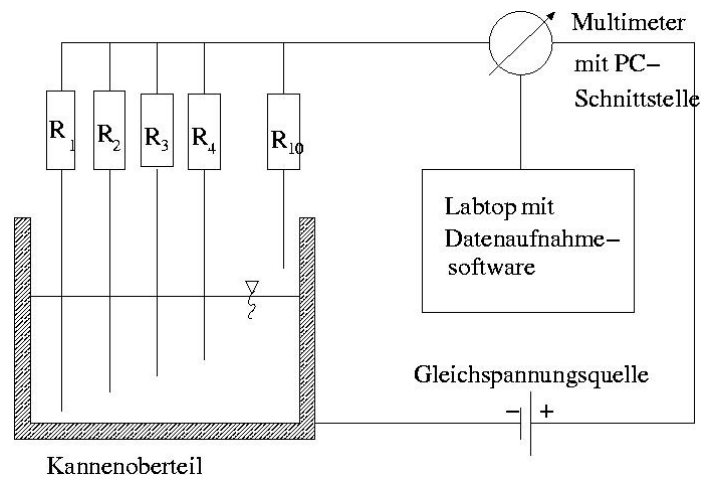 Multimeter
mit PC–
Schnittstelle
R1
R2
R3
R4
R10
Labtop mit
Datenaufnahme–
software
Gleichspannungsquelle
– +
Kannenoberteil